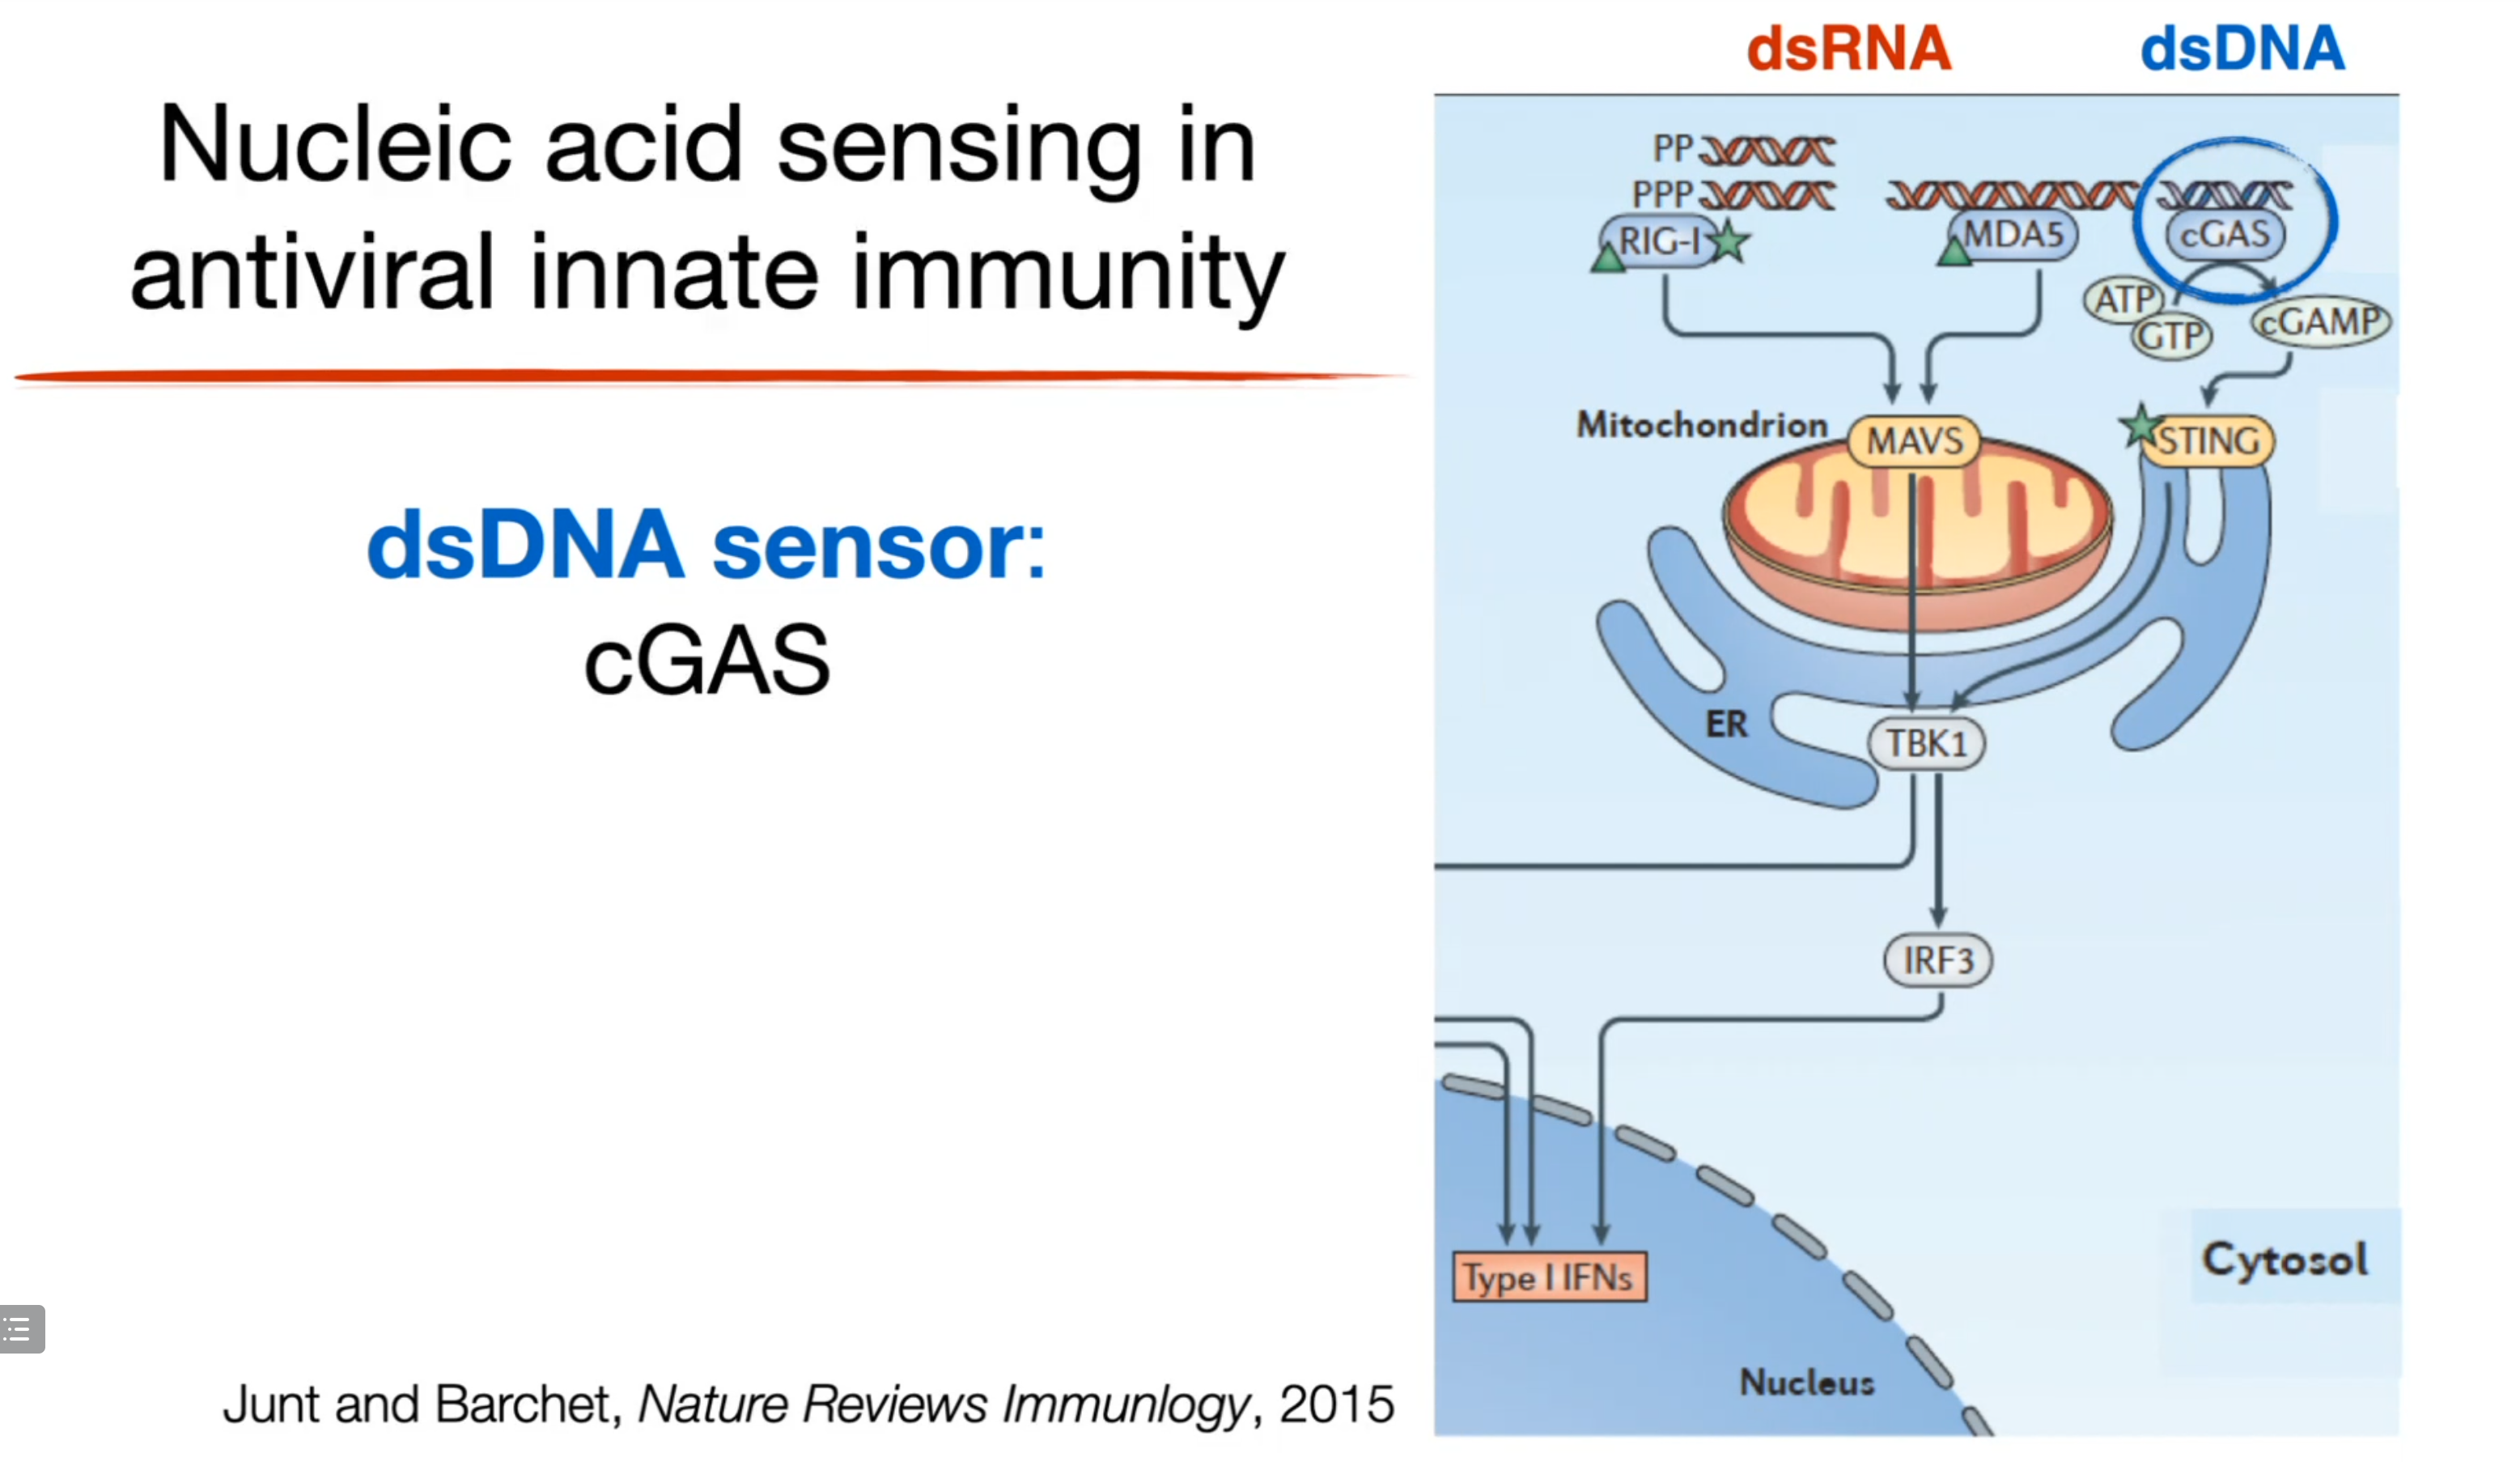 Nucleic acid sensing in
antiviral innate immunity
dsDNA sensor:
cGAS
Junt and Barchet, Nature Reviews Immunlogy, 2015
dsRNA
dsDNA
PP
PPP
RIG-I
MDA5
cGAS
ATP
GTP
cGAMP
Mitochondrion
MAVS
STING
ER
TBK1
IRF3
Type I IFNs
Cytosol
Nucleus